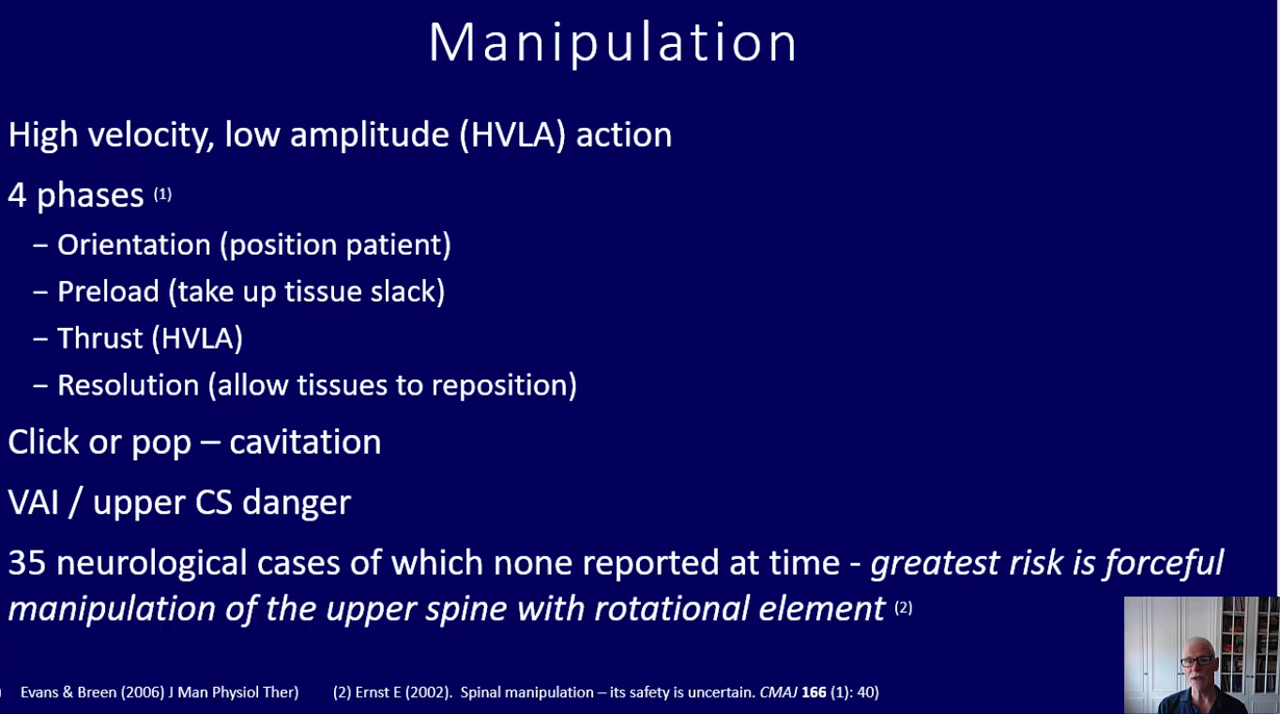 Manipulation
High velocity, low amplitude (HVLA) action
4 phases (1)
– Orientation (position patient)
– Preload (take up tissue slack)
– Thrust (HVLA)
– Resolution (allow tissues to reposition)
Click or pop – cavitation
VAI / upper CS danger
35 neurological cases of which none reported at time - greatest risk is forceful
manipulation of the upper spine with rotational element (2)
) Evans & Breen (2006) J Man Physiol Ther) (2) Ernst E (2002). Spinal manipulation – its safety is uncertain. CMAJ 166 (1): 40)